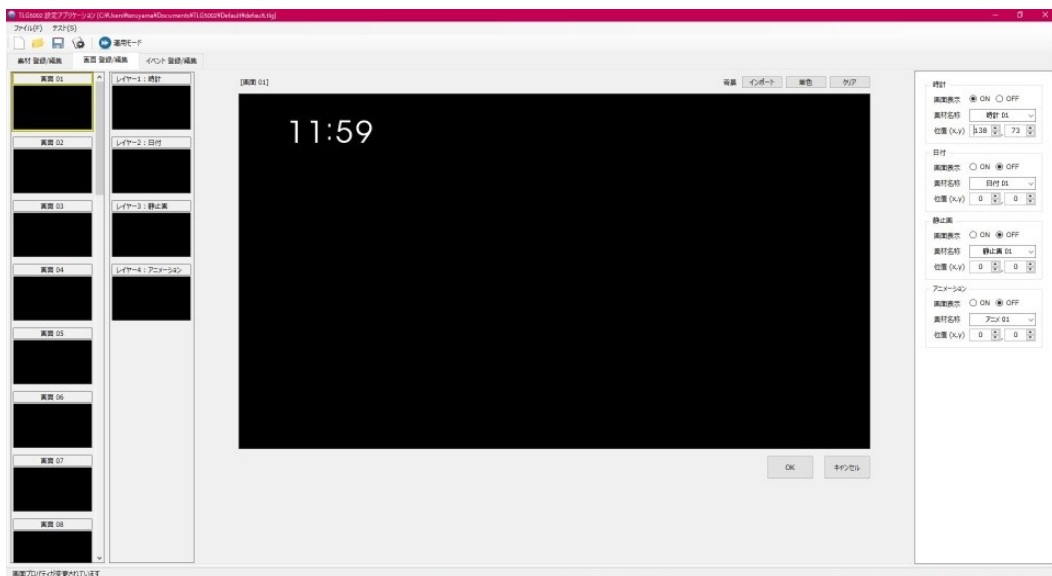 TLG5002 設定アプリケーション [C:¥Users¥teruyama¥Documents¥TLG5002¥Default¥default.tlg]
ファイル(F) テスト(S)
運用モード
素材 登録/編集 画面 登録/編集 イベント 登録/編集
画面 01
画面 02
画面 03
画面 04
画面 05
画面 06
画面 07
画面 08
レイヤー1：時計
レイヤー2：日付
レイヤー3：静止画
レイヤー4：アニメーション
[画面 01] 背景 インポート 単色 クリア
11:59
OK キャンセル
時計
画面表示 ON OFF
素材名称 時計 01
位置 (x,y) 138 , 73
日付
画面表示 ON OFF
素材名称 日付 01
位置 (x,y) 0 , 0
静止画
画面表示 ON OFF
素材名称 静止画 01
位置 (x,y) 0 , 0
アニメーション
画面表示 ON OFF
素材名称 アニメ 01
位置 (x,y) 0 , 0
画面プロパティが変更されています